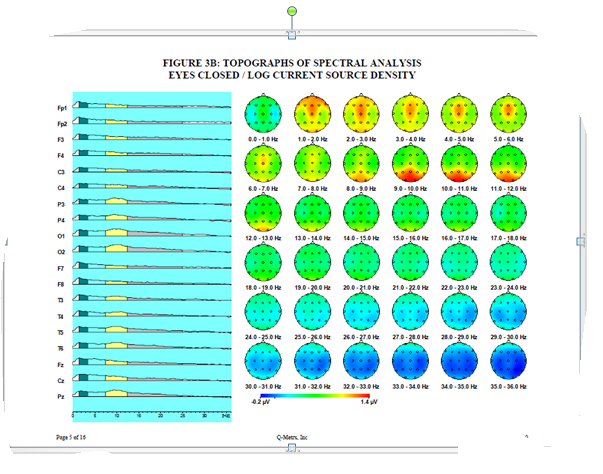 FIGURE 3B: TOPOGRAPHS OF SPECTRAL ANALYSIS
EYES CLOSED / LOG CURRENT SOURCE DENSITY
Fp1
Fp2
F3
F4
C3
C4
P3
P4
O1
O2
F7
F8
T3
T4
T5
T6
Fz
Cz
Pz
0 5 10 15 20 25 30
0.0 - 1.0 Hz 1.0 - 2.0 Hz 2.0 - 3.0 Hz 3.0 - 4.0 Hz 4.0 - 5.0 Hz 5.0 - 6.0 Hz
6.0 - 7.0 Hz 7.0 - 8.0 Hz 8.0 - 9.0 Hz 9.0 - 10.0 Hz 10.0 - 11.0 Hz 11.0 - 12.0 Hz
12.0 - 13.0 Hz 13.0 - 14.0 Hz 14.0 - 15.0 Hz 15.0 - 16.0 Hz 16.0 - 17.0 Hz 17.0 - 18.0 Hz
18.0 - 19.0 Hz 19.0 - 20.0 Hz 20.0 - 21.0 Hz 21.0 - 22.0 Hz 22.0 - 23.0 Hz 23.0 - 24.0 Hz
24.0 - 25.0 Hz 25.0 - 26.0 Hz 26.0 - 27.0 Hz 27.0 - 28.0 Hz 28.0 - 29.0 Hz 29.0 - 30.0 Hz
30.0 - 31.0 Hz 31.0 - 32.0 Hz 32.0 - 33.0 Hz 33.0 - 34.0 Hz 34.0 - 35.0 Hz 35.0 - 36.0 Hz
-0.2 µV 1.4 µV
Page 5 of 16 Q-Metrx, Inc